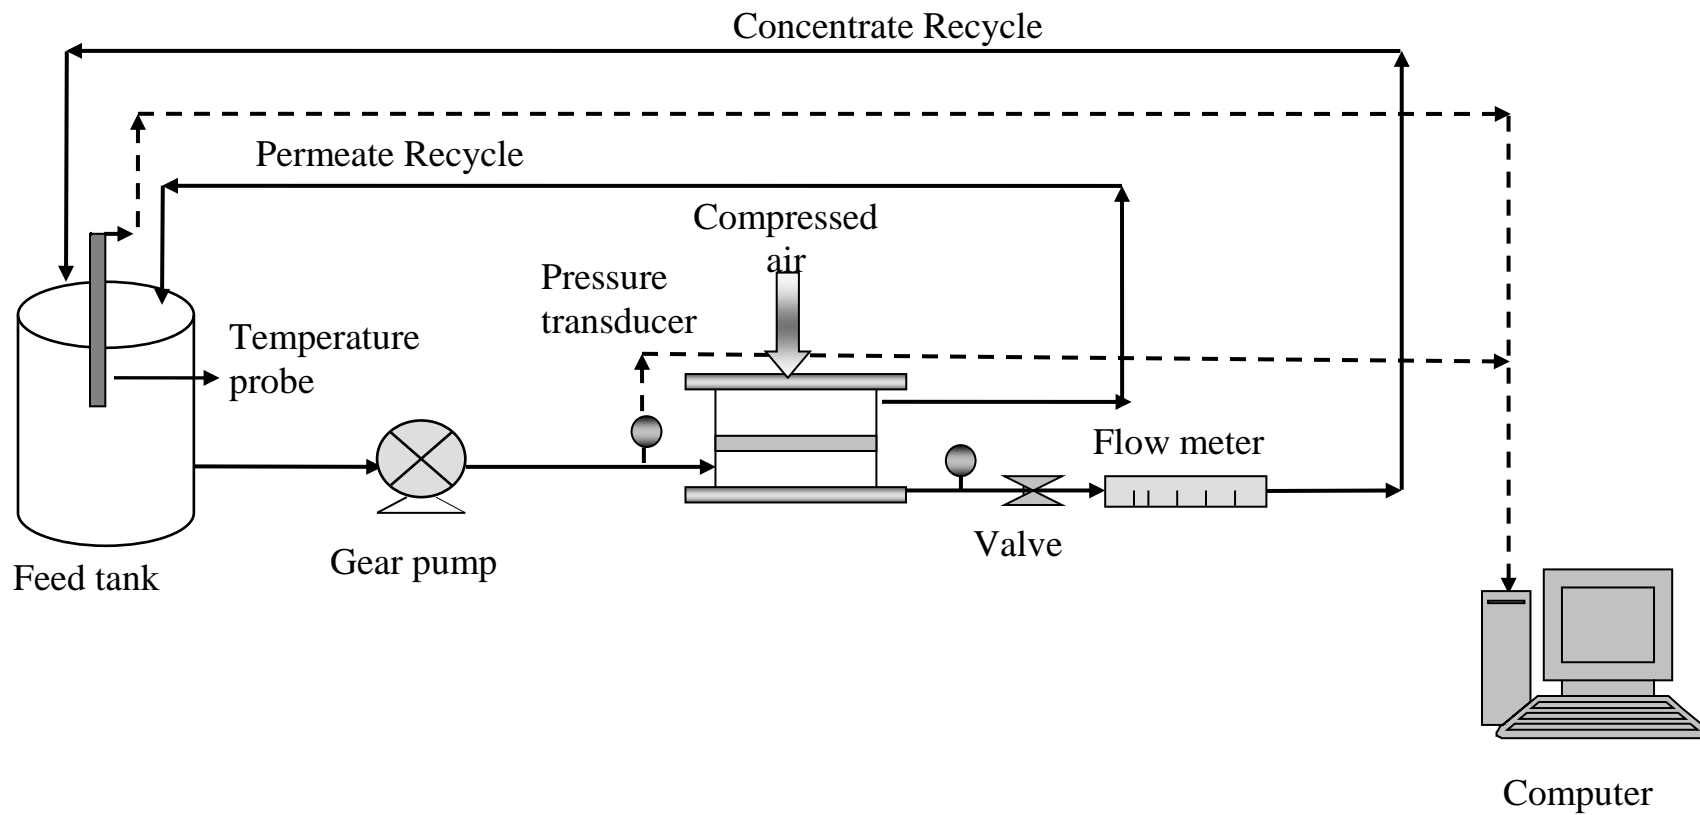 Concentrate Recycle
Permeate Recycle
Compressed
air
Pressure
transducer
Temperature
probe
Flow meter
Valve
Gear pump
Feed tank
Computer